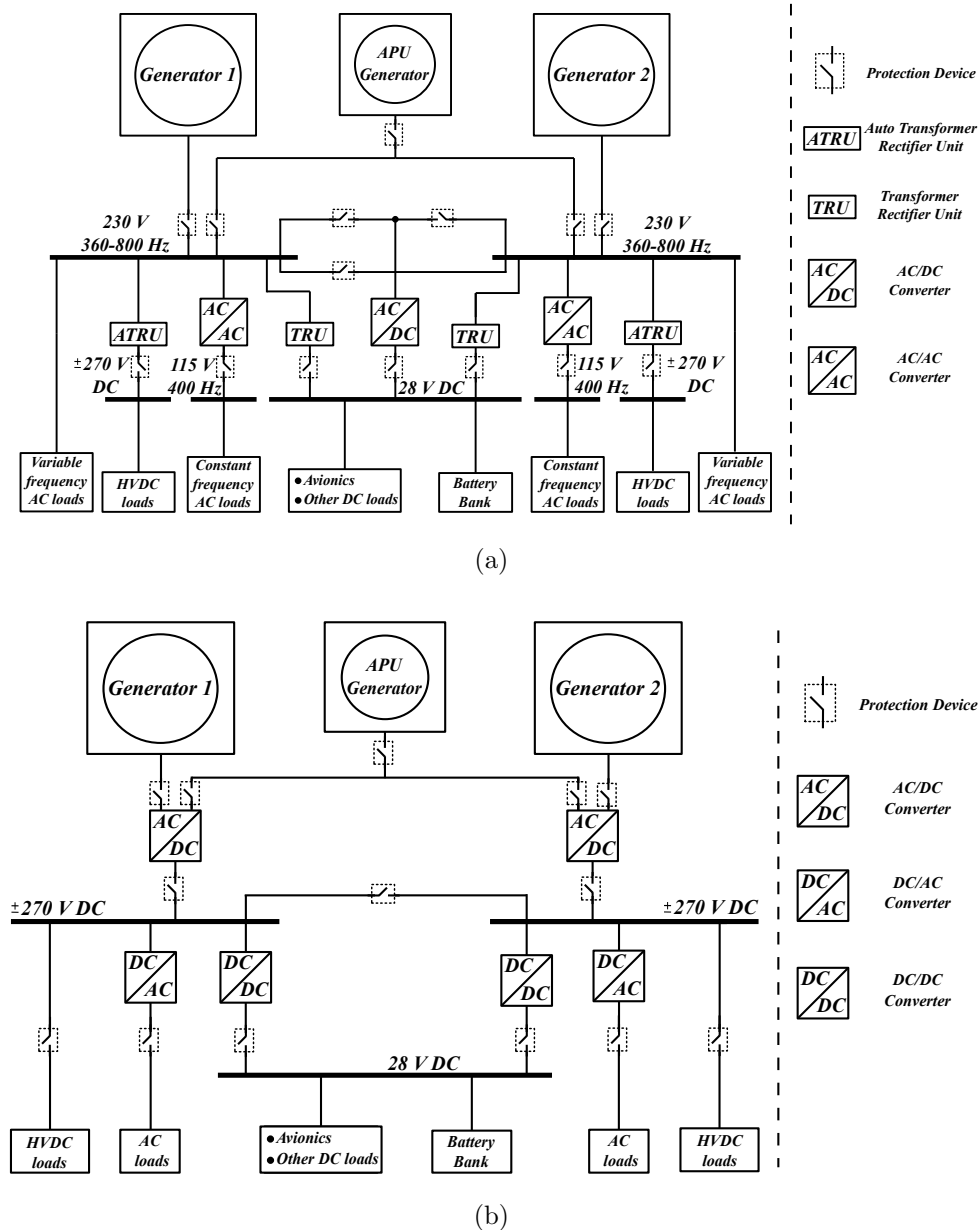 Generator 1
APU
Generator
Generator 2
Protection Device
ATRU
Auto Transformer
Rectifier Unit
TRU
Transformer
Rectifier Unit
AC
DC
AC/DC
Converter
AC
AC
AC/AC
Converter
230 V
360-800 Hz
230 V
360-800 Hz
ATRU
AC
AC
TRU
AC
DC
TRU
AC
AC
ATRU
±270 V
DC
115 V
400 Hz
28 V DC
115 V
400 Hz
±270 V
DC
Variable
frequency
AC loads
HVDC
loads
Constant
frequency
AC loads
● Avionics
● Other DC loads
Battery
Bank
Constant
frequency
AC loads
HVDC
loads
Variable
frequency
AC loads
(a)
Generator 1
APU
Generator
Generator 2
Protection Device
AC
DC
AC/DC
Converter
DC
AC
DC/AC
Converter
DC
DC
DC/DC
Converter
AC
DC
AC
DC
±270 V DC
±270 V DC
DC
AC
DC
DC
DC
DC
DC
AC
28 V DC
HVDC
loads
AC
loads
● Avionics
● Other DC loads
Battery
Bank
AC
loads
HVDC
loads
(b)